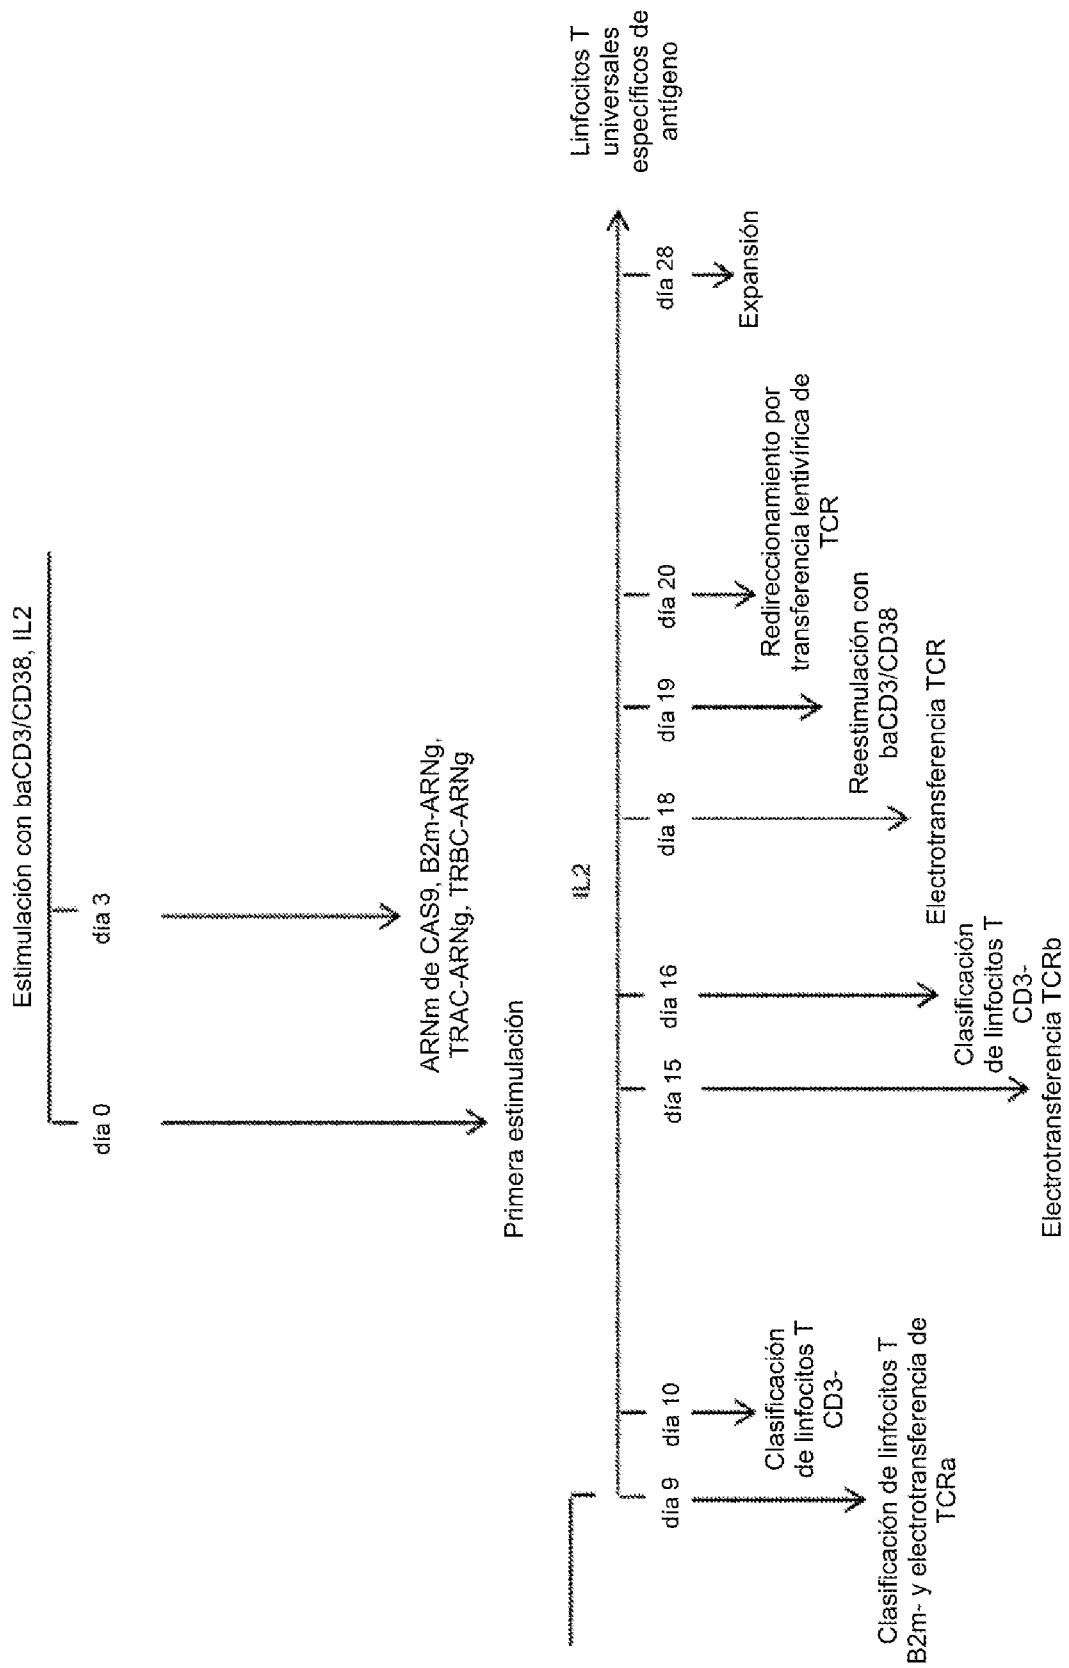 Estimulación con baCD3/CD38, IL2
día 0
día 3
Primera estimulación
ARNm de CAS9, B2m-ARNg,
TRAC-ARNg, TRBC-ARNg
IL2
Linfocitos T
universales
específicos de
antígeno
día 9
día 10
día 15
día 16
día 18
día 19
día 20
día 28
Clasificación de linfocitos T
B2m- y electrotransferencia de
TCRa
Clasificación
de linfocitos T
CD3-
Electrotransferencia TCRb
Clasificación
de linfocitos T
CD3-
Electrotransferencia TCR
Reestimulación con
baCD3/CD38
Redireccionamiento por
transferencia lentivírica de
TCR
Expansión